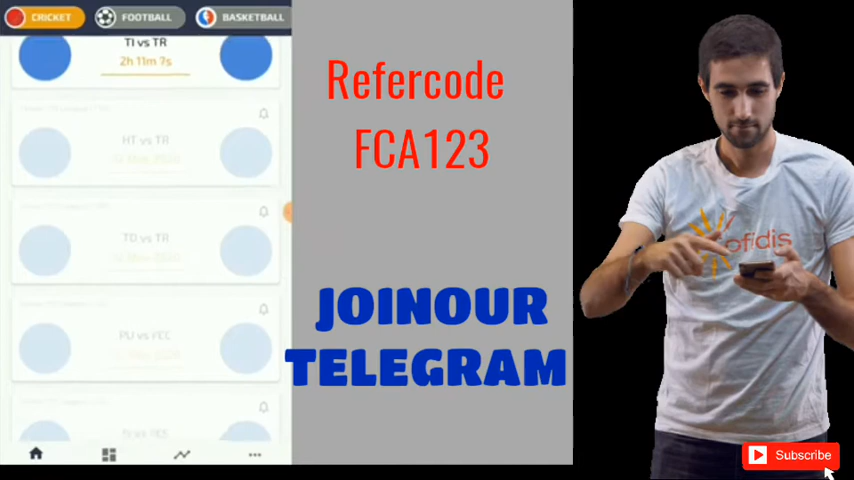 CRICKET
FOOTBALL
BASKETBALL
TI vs TR
2h 11m 7s
HT vs TR
TD vs TR
PU vs FCC
Refercode
FCA123
JOINOUR
TELEGRAM
ofidis
Subscribe